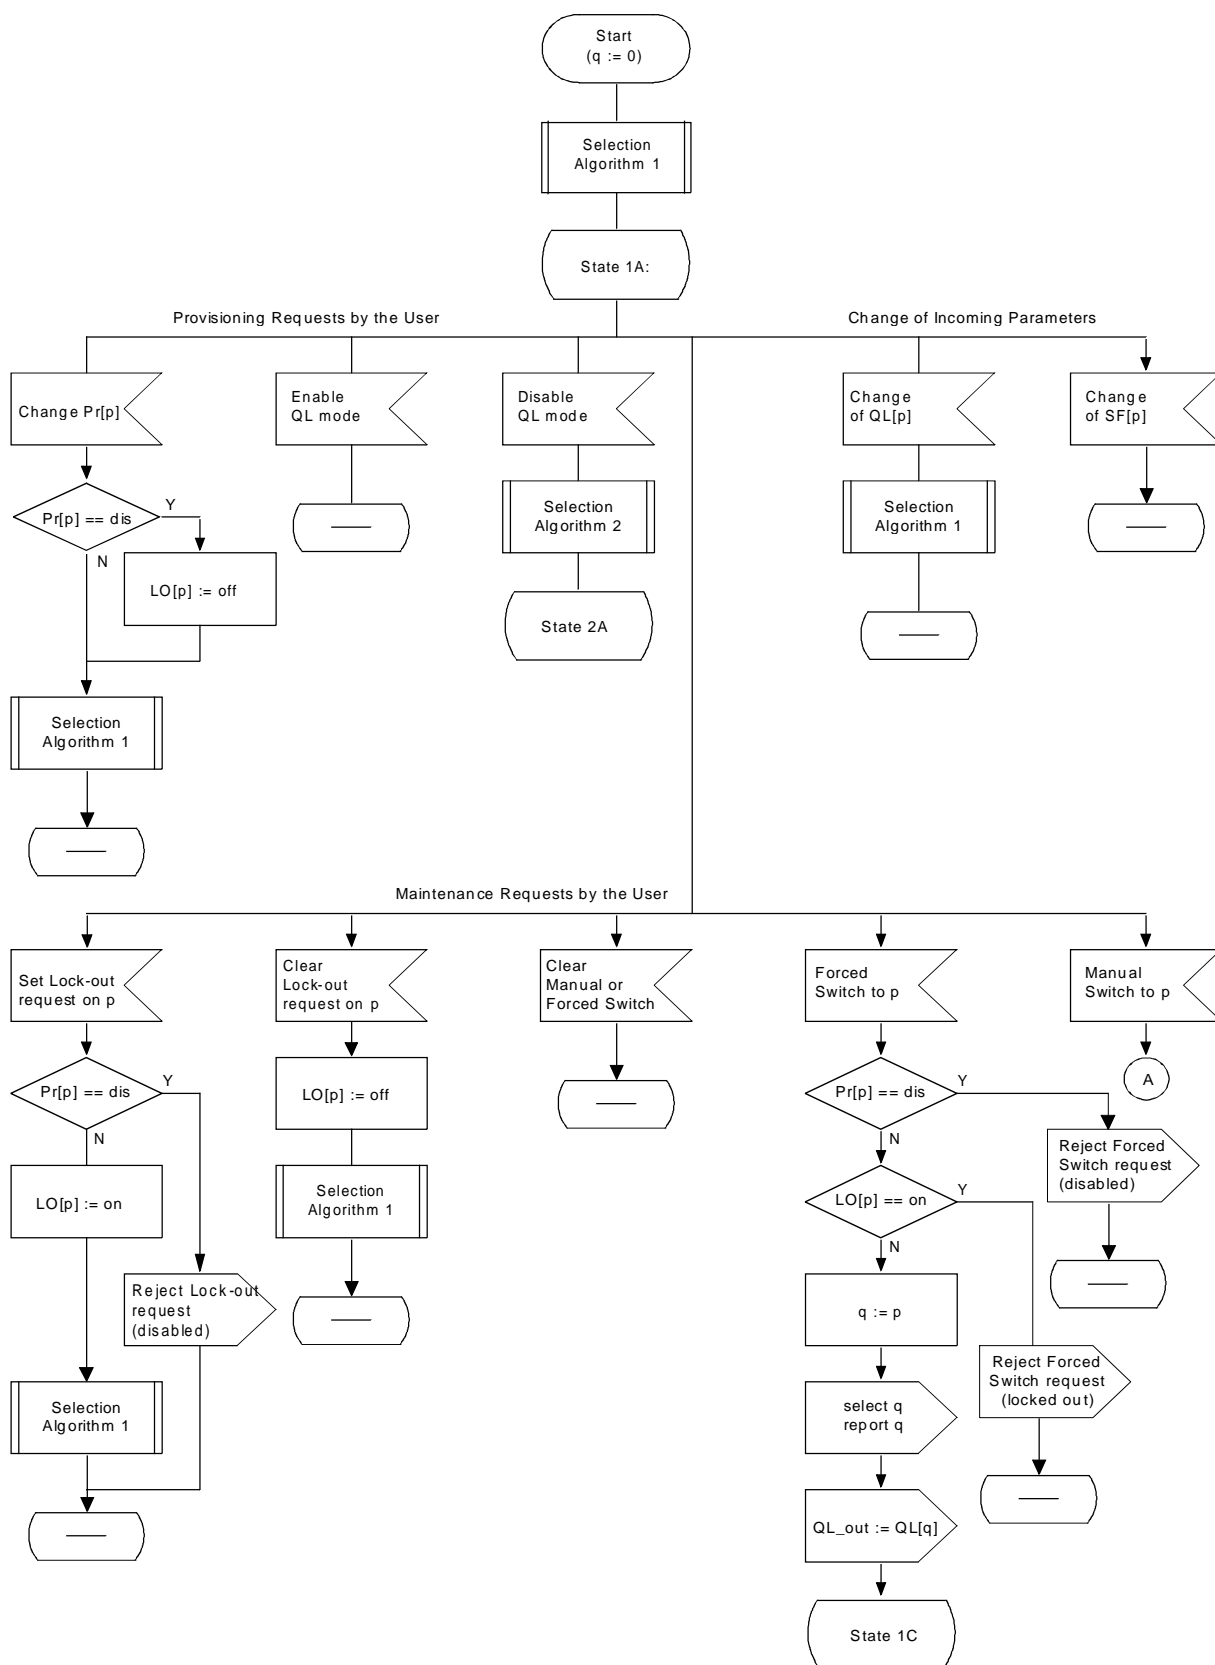 Start
(q := 0)
Selection
Algorithm 1
State 1A:
Provisioning Requests by the User
Change of Incoming Parameters
Change Pr[p]
Enable
QL mode
Disable
QL mode
Change
of QL[p]
Change
of SF[p]
Pr[p] == dis
Y
N
LO[p] := off
Selection
Algorithm 2
State 2A
Selection
Algorithm 1
Selection
Algorithm 1
Maintenance Requests by the User
Set Lock-out
request on p
Clear
Lock-out
request on p
Clear
Manual or
Forced Switch
Forced
Switch to p
Manual
Switch to p
Pr[p] == dis
Y
N
LO[p] := off
Pr[p] == dis
Y
N
A
LO[p] := on
Selection
Algorithm 1
LO[p] == on
Y
N
Reject Forced
Switch request
(disabled)
Reject Lock-out
request
(disabled)
q := p
Reject Forced
Switch request
(locked out)
Selection
Algorithm 1
select q
report q
QL_out := QL[q]
State 1C